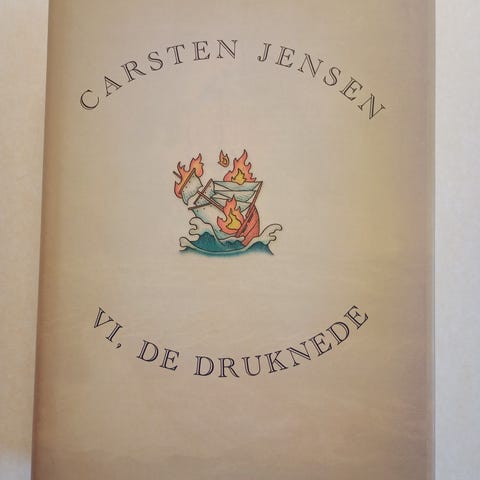 CARSTEN JENSEN
VI, DE DRUKNEDE